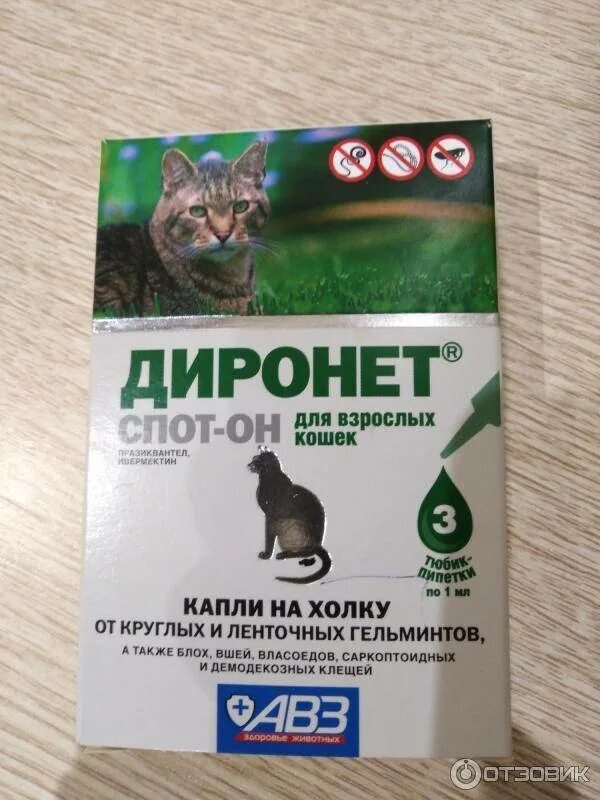 ДИРОНЕТ®
СПОТ-ОН
для взрослых
кошек
ПРАЗИКВАНТЕЛ,
ИВЕРМЕКТИН
3
тюбик-
пипетки
по 1 мл
КАПЛИ НА ХОЛКУ
ОТ КРУГЛЫХ И ЛЕНТОЧНЫХ ГЕЛЬМИНТОВ,
А ТАКЖЕ БЛОХ, ВШЕЙ, ВЛАСОЕДОВ, САРКОПТОИДНЫХ
И ДЕМОДЕКОЗНЫХ КЛЕЩЕЙ
АВЗ
здоровье животных
ОТЗОВИК